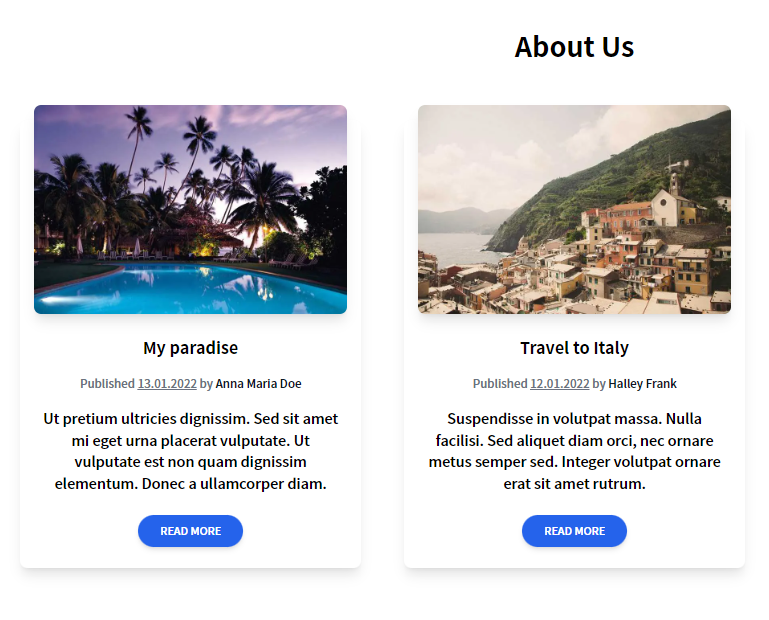 About Us
My paradise
Published 13.01.2022 by Anna Maria Doe
Ut pretium ultricies dignissim. Sed sit amet
mi eget urna placerat vulputate. Ut
vulputate est non quam dignissim
elementum. Donec a ullamcorper diam.
READ MORE
Travel to Italy
Published 12.01.2022 by Halley Frank
Suspendisse in volutpat massa. Nulla
facilisi. Sed aliquet diam orci, nec ornare
metus semper sed. Integer volutpat ornare
erat sit amet rutrum.
READ MORE